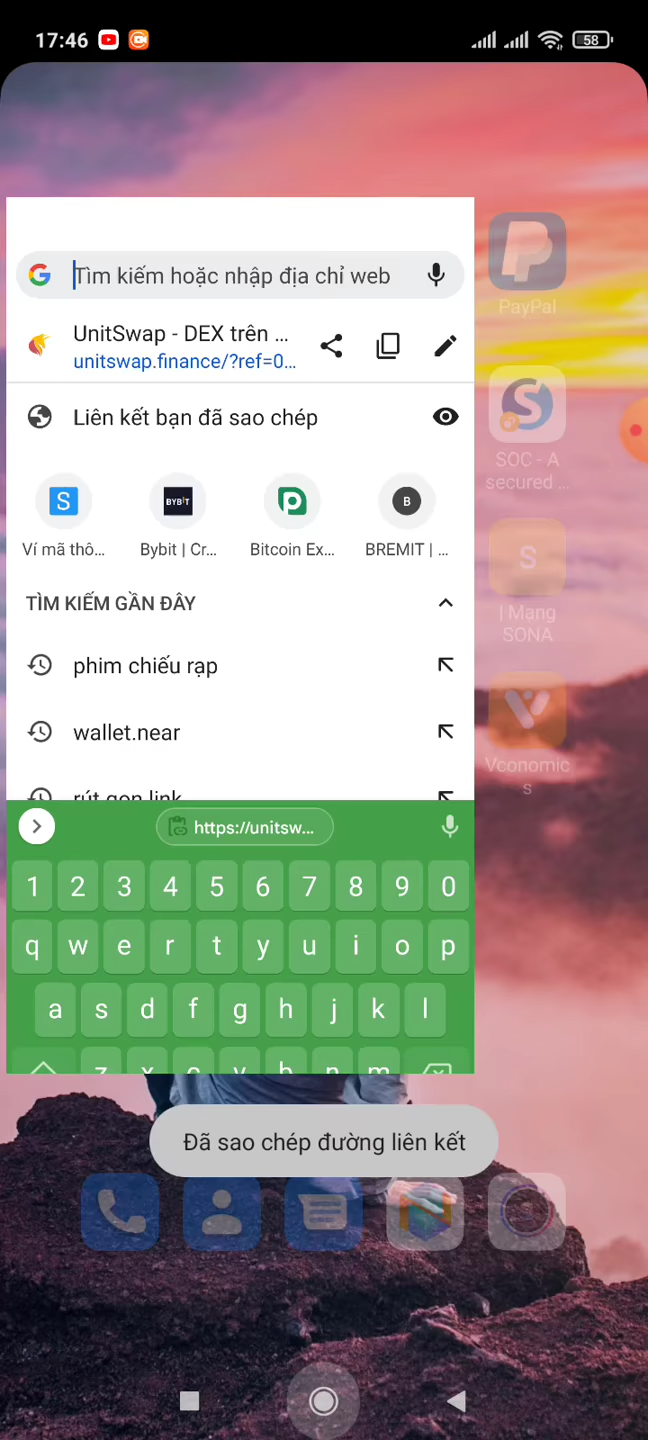 17:46
58
Tìm kiếm hoặc nhập địa chỉ web
UnitSwap - DEX trên ...
unitswap.finance/?ref=0...
Liên kết bạn đã sao chép
S
BYBIT
B
Ví mã thô...
Bybit | Cr...
Bitcoin Ex...
BREMIT | ...
TÌM KIẾM GẦN ĐÂY
phim chiếu rạp
wallet.near
rút gọn link
https://unitsw...
1 2 3 4 5 6 7 8 9 0
q w e r t y u i o p
a s d f g h j k l
z x c v b n m
PayPal
SOC - A
secured ...
S
| Mạng
SONA
Vconomic
s
Đã sao chép đường liên kết